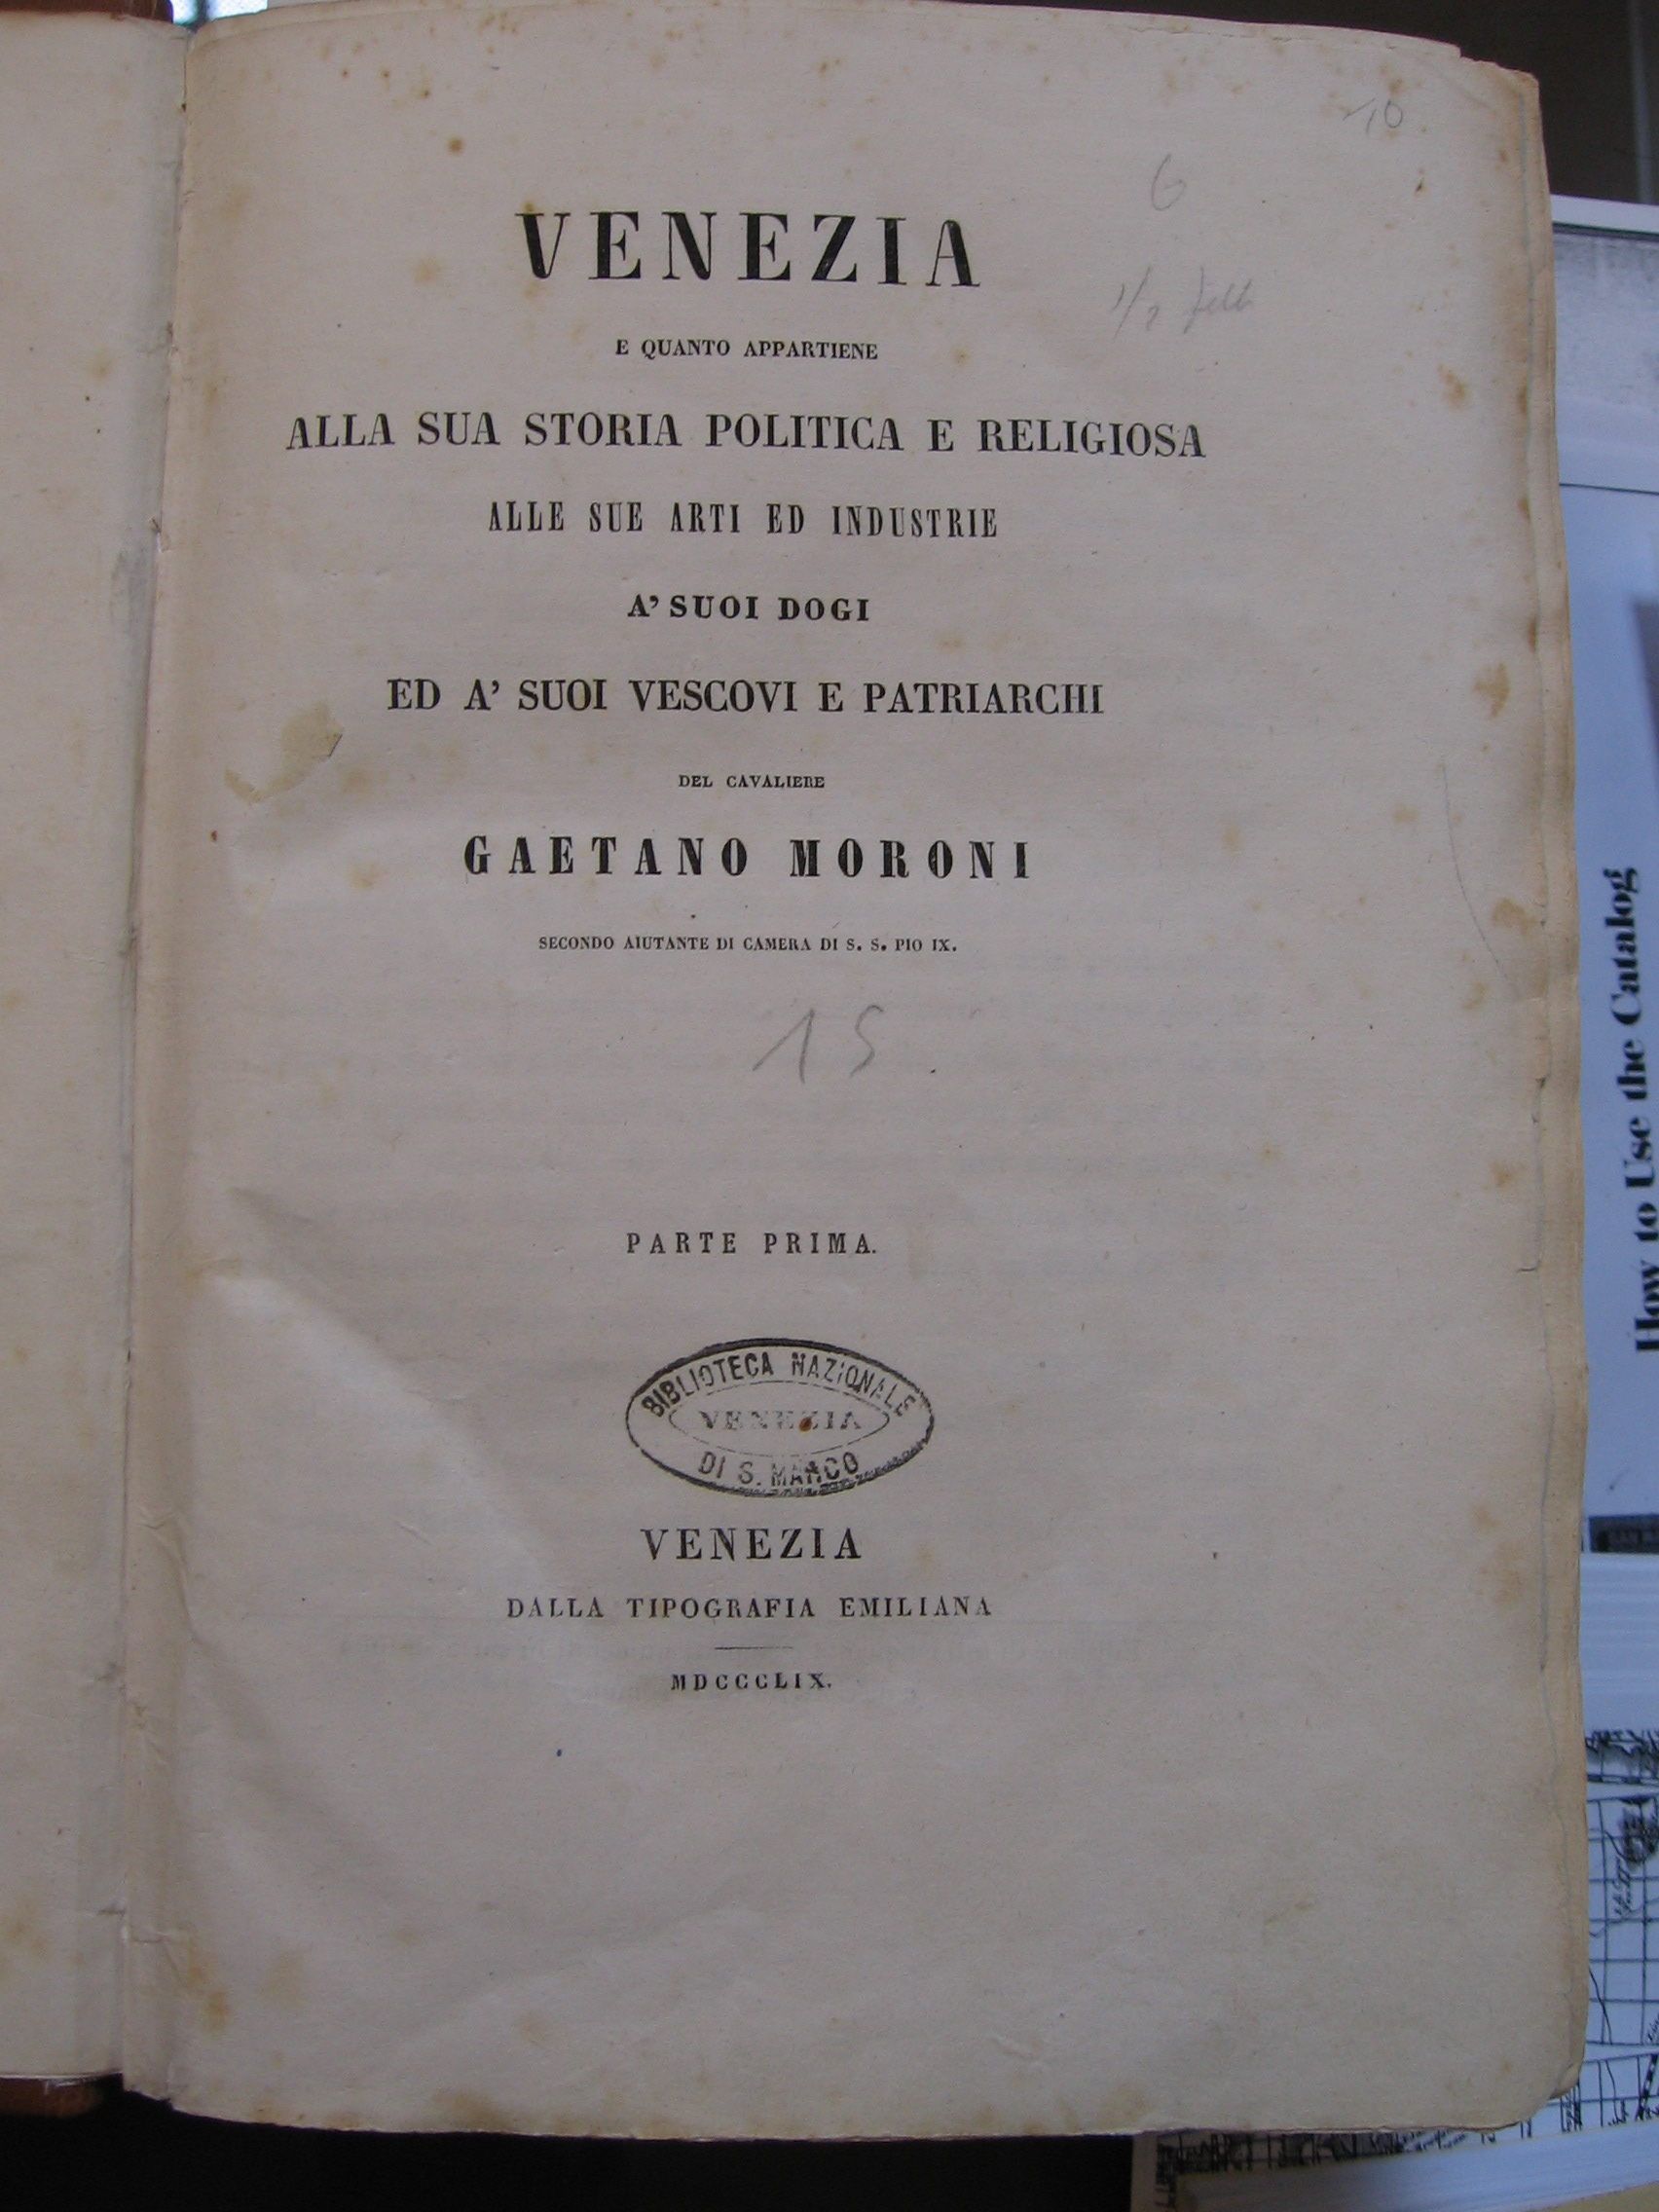 10
6
VENEZIA
E QUANTO APPARTIENE
ALLA SUA STORIA POLITICA E RELIGIOSA
ALLE SUE ARTI ED INDUSTRIE
A' SUOI DOGI
ED A' SUOI VESCOVI E PATRIARCHI
DEL CAVALIERE
GAETANO MORONI
SECONDO AIUTANTE DI CAMERA DI S. S. PIO IX.
15
PARTE PRIMA.
BIBLIOTECA NAZIONALE
VENEZIA
DI S. MARCO
VENEZIA
DALLA TIPOGRAFIA EMILIANA
MDCCCLIX.
How to Use the Catalog